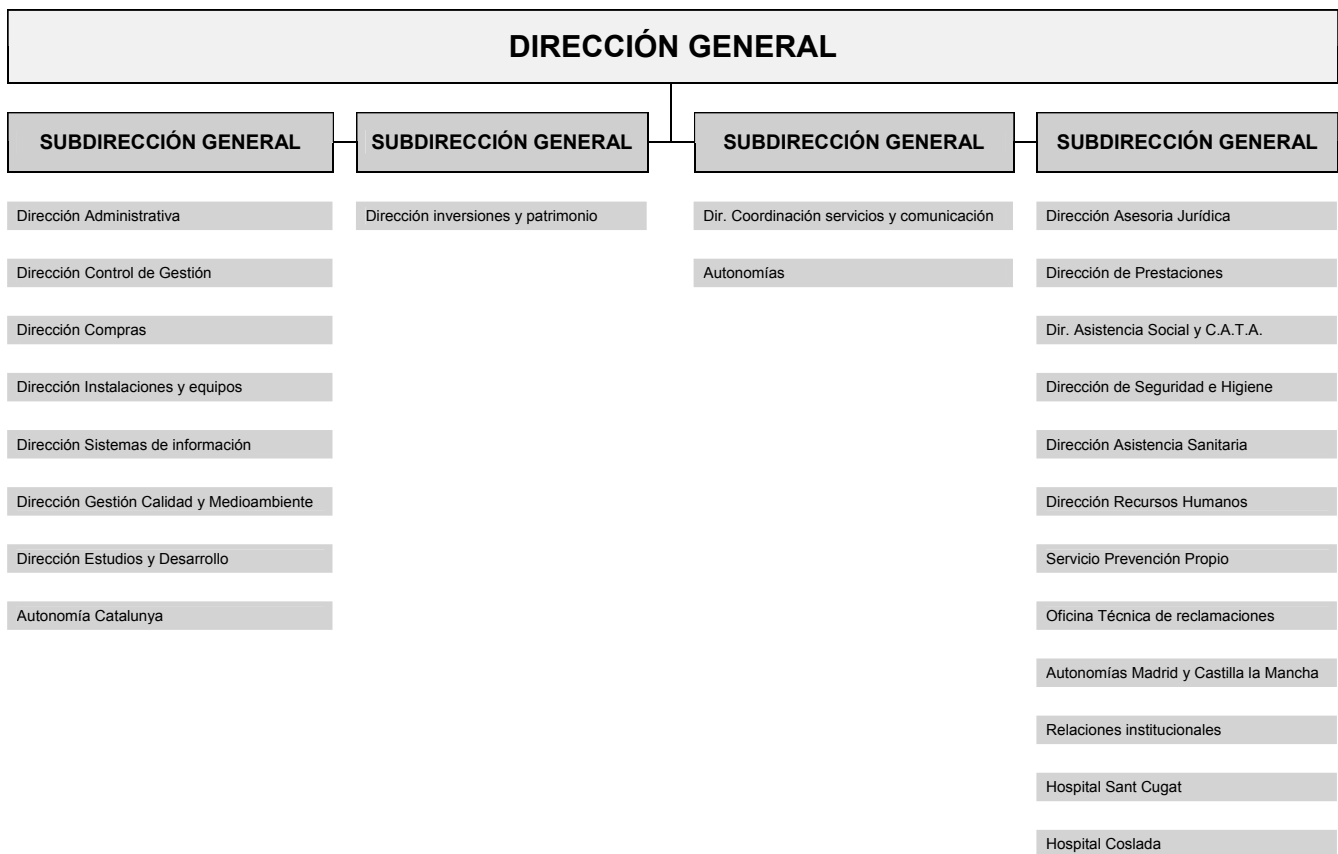 DIRECCIÓN GENERAL
SUBDIRECCIÓN GENERAL
SUBDIRECCIÓN GENERAL
SUBDIRECCIÓN GENERAL
SUBDIRECCIÓN GENERAL
Dirección Administrativa
Dirección Control de Gestión
Dirección Compras
Dirección Instalaciones y equipos
Dirección Sistemas de información
Dirección Gestión Calidad y Medioambiente
Dirección Estudios y Desarrollo
Autonomía Catalunya
Dirección inversiones y patrimonio
Dir. Coordinación servicios y comunicación
Autonomías
Dirección Asesoria Jurídica
Dirección de Prestaciones
Dir. Asistencia Social y C.A.T.A.
Dirección de Seguridad e Higiene
Dirección Asistencia Sanitaria
Dirección Recursos Humanos
Servicio Prevención Propio
Oficina Técnica de reclamaciones
Autonomías Madrid y Castilla la Mancha
Relaciones institucionales
Hospital Sant Cugat
Hospital Coslada